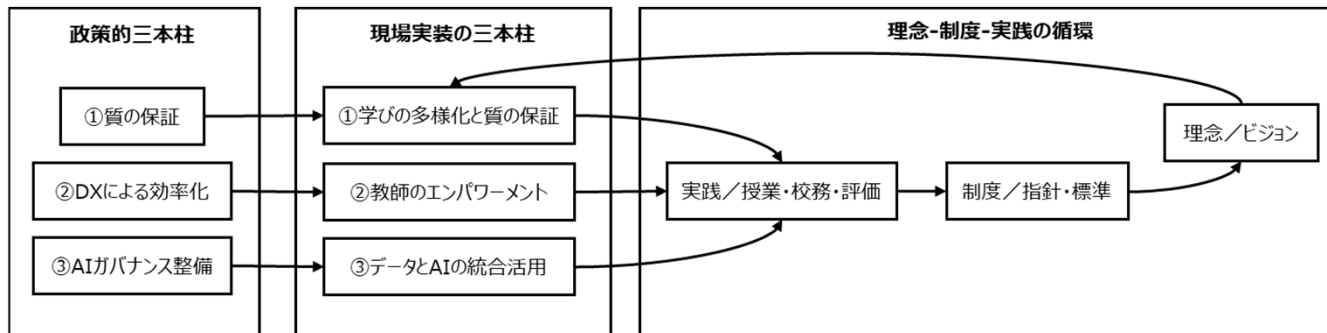 政策的三本柱
①質の保証
②DXによる効率化
③AIガバナンス整備
現場実装の三本柱
①学びの多様化と質の保証
②教師のエンパワーメント
③データとAIの統合活用
理念-制度-実践の循環
実践／授業・校務・評価
制度／指針・標準
理念／ビジョン